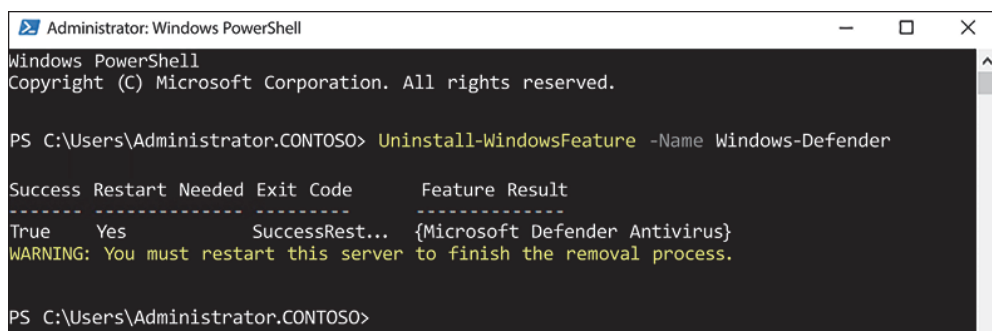 Administrator: Windows PowerShell
Windows PowerShell
Copyright (C) Microsoft Corporation. All rights reserved.
PS C:\Users\Administrator.CONTOSO> Uninstall-WindowsFeature -Name Windows-Defender
Success Restart Needed Exit Code      Feature Result
------- -------------- ---------      --------------
True    Yes            SuccessRest... {Microsoft Defender Antivirus}
WARNING: You must restart this server to finish the removal process.
PS C:\Users\Administrator.CONTOSO>